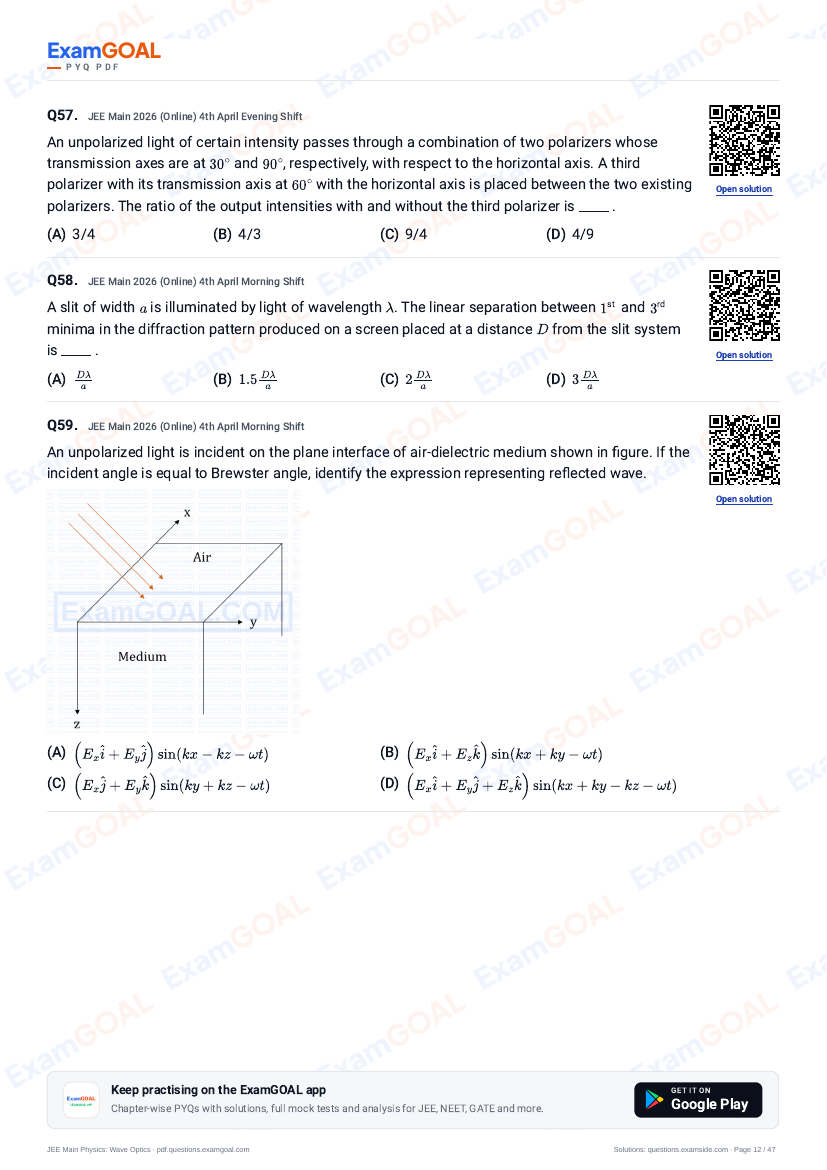 ExamGOAL
PYQ PDF
Q57. JEE Main 2026 (Online) 4th April Evening Shift
An unpolarized light of certain intensity passes through a combination of two polarizers whose
transmission axes are at 30° and 90°, respectively, with respect to the horizontal axis. A third
polarizer with its transmission axis at 60° with the horizontal axis is placed between the two existing
polarizers. The ratio of the output intensities with and without the third polarizer is ____ .
(A) 3/4 (B) 4/3 (C) 9/4 (D) 4/9
Open solution
Q58. JEE Main 2026 (Online) 4th April Morning Shift
A slit of width a is illuminated by light of wavelength λ. The linear separation between 1st and 3rd
minima in the diffraction pattern produced on a screen placed at a distance D from the slit system
is ____ .
(A) Dλ/a (B) 1.5 Dλ/a (C) 2 Dλ/a (D) 3 Dλ/a
Open solution
Q59. JEE Main 2026 (Online) 4th April Morning Shift
An unpolarized light is incident on the plane interface of air-dielectric medium shown in figure. If the
incident angle is equal to Brewster angle, identify the expression representing reflected wave.
Open solution
x
Air
ExamGOAL.COM
y
Medium
z
(A) (E_x î + E_y ĵ) sin(kx − kz − ωt) (B) (E_x î + E_z k̂) sin(kx + ky − ωt)
(C) (E_x ĵ + E_y k̂) sin(ky + kz − ωt) (D) (E_x î + E_y ĵ + E_z k̂) sin(kx + ky − kz − ωt)
Keep practising on the ExamGOAL app
Chapter-wise PYQs with solutions, full mock tests and analysis for JEE, NEET, GATE and more.
GET IT ON
Google Play
JEE Main Physics: Wave Optics · pdf.questions.examgoal.com Solutions: questions.examside.com · Page 12 / 47